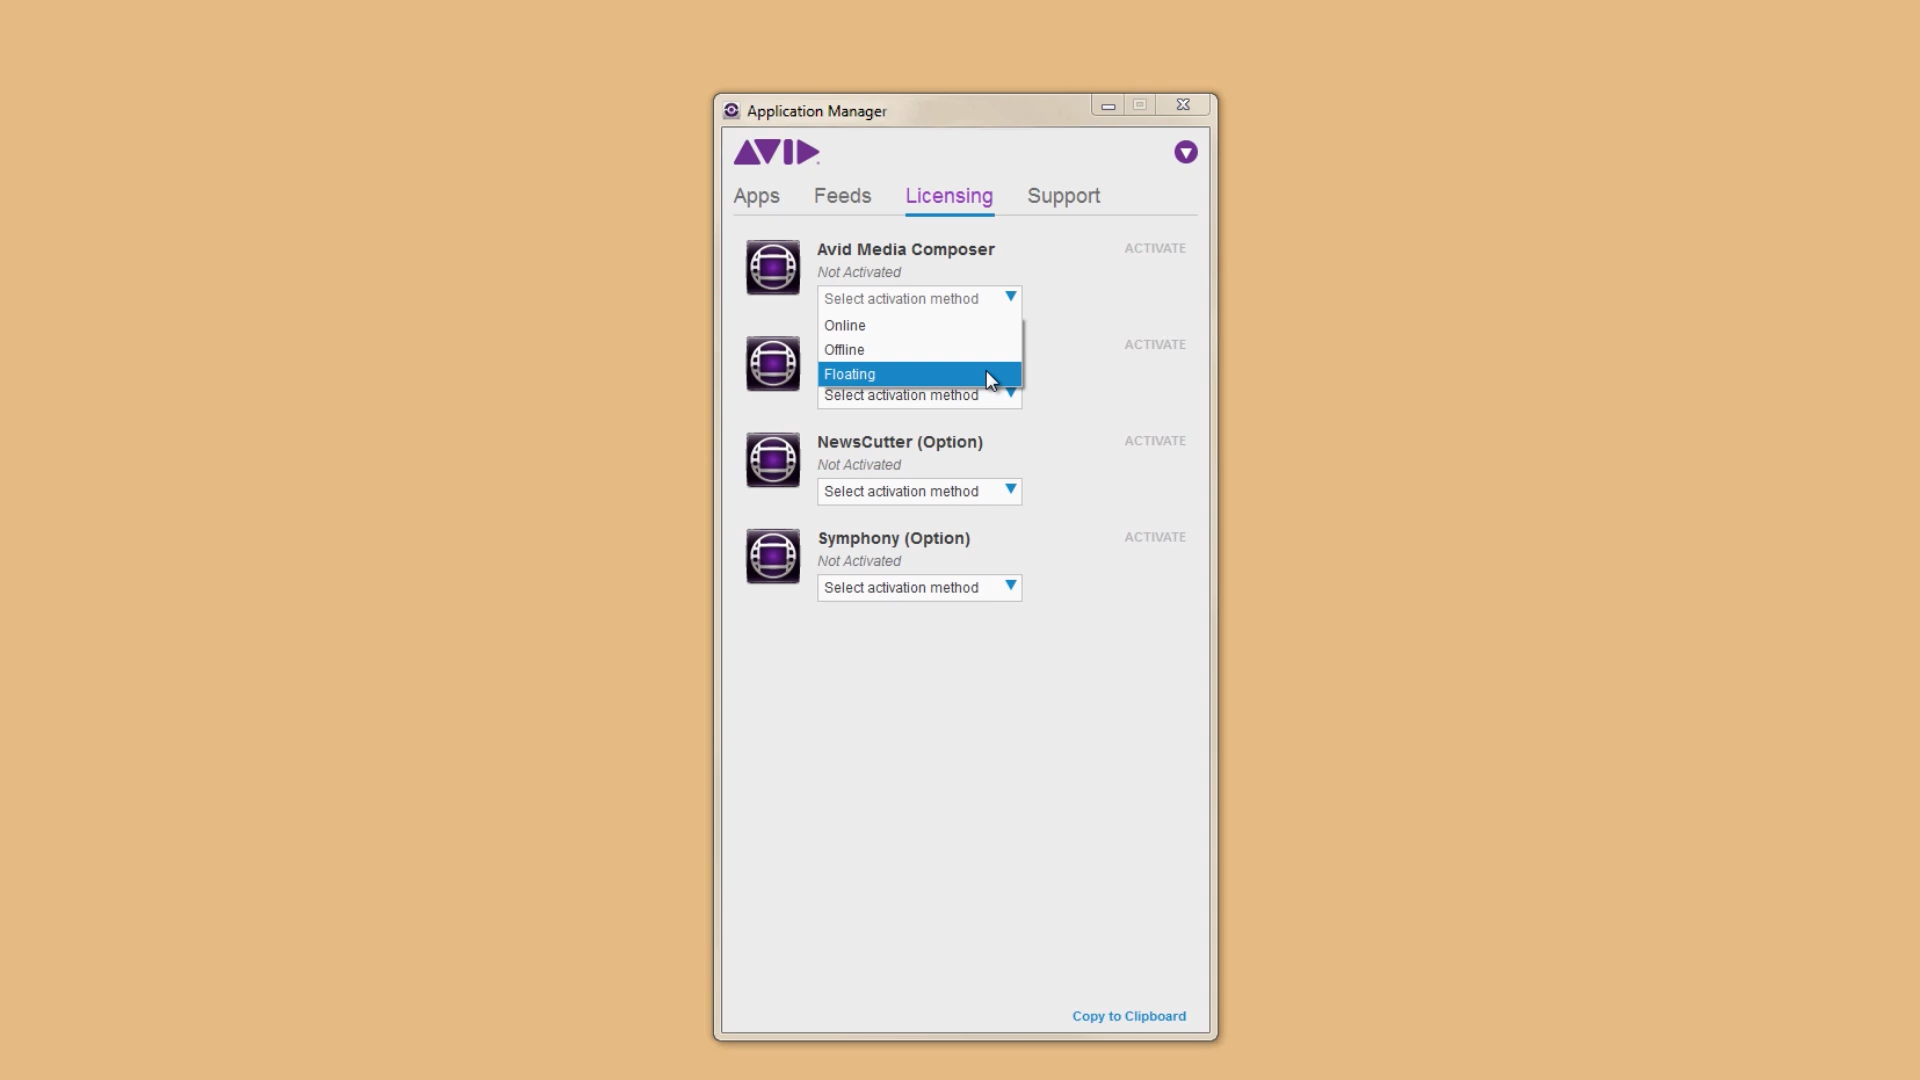 Application Manager
AVID
Apps Feeds Licensing Support
Avid Media Composer ACTIVATE
Not Activated
Select activation method
Online
ACTIVATE
Offline
Floating
Select activation method
NewsCutter (Option) ACTIVATE
Not Activated
Select activation method
Symphony (Option) ACTIVATE
Not Activated
Select activation method
Copy to Clipboard